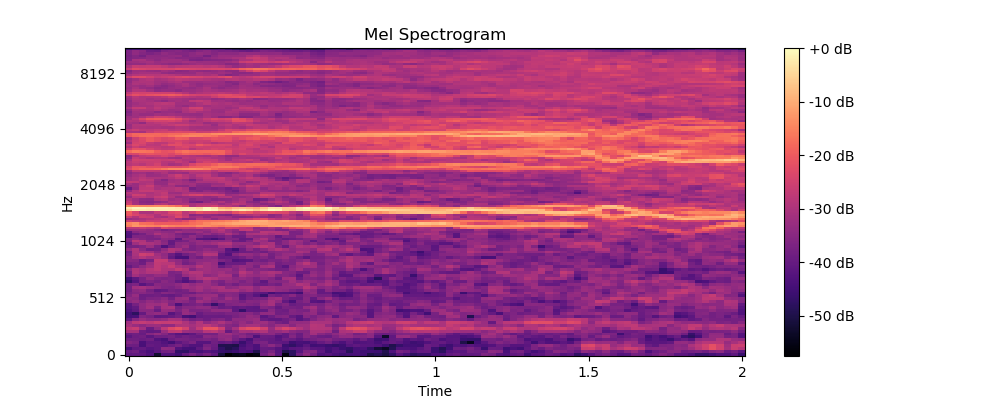 Mel Spectrogram
8192
4096
2048
1024
512
0
Hz
0 0.5 1 1.5 2
Time
+0 dB
-10 dB
-20 dB
-30 dB
-40 dB
-50 dB